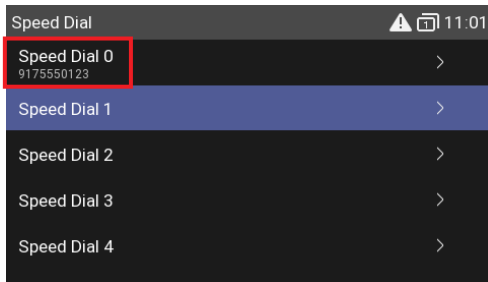 Speed Dial 1 11:01
Speed Dial 0
9175550123
Speed Dial 1
Speed Dial 2
Speed Dial 3
Speed Dial 4